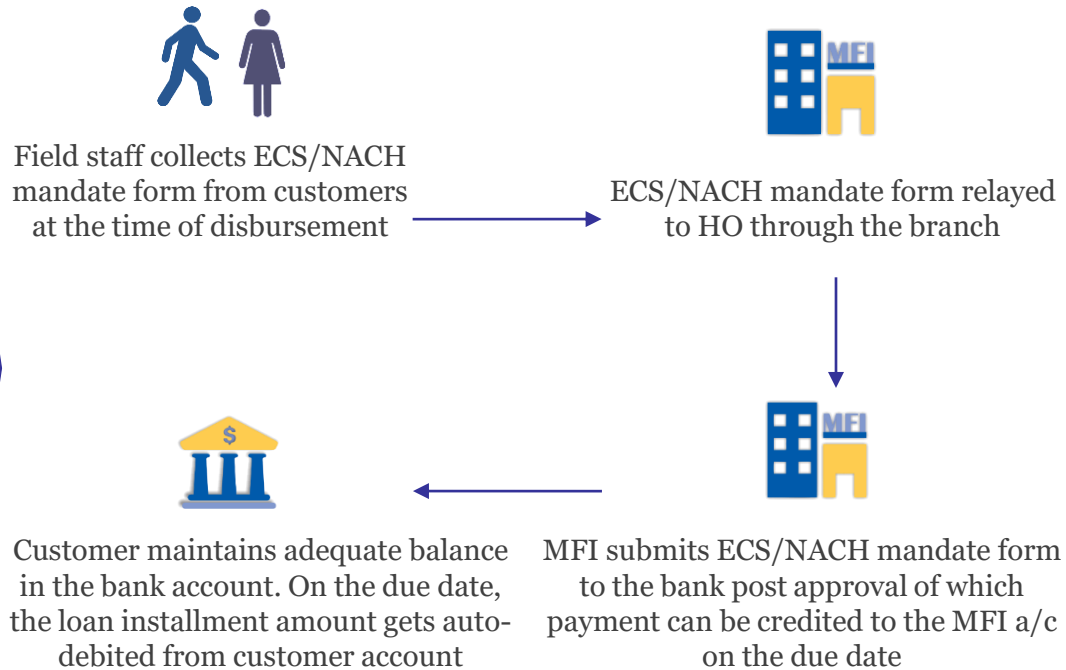 MFI
Field staff collects ECS/NACH
mandate form from customers
at the time of disbursement
ECS/NACH mandate form relayed
to HO through the branch
$
MFI
Customer maintains adequate balance
in the bank account. On the due date,
the loan installment amount gets auto-
debited from customer account
MFI submits ECS/NACH mandate form
to the bank post approval of which
payment can be credited to the MFI a/c
on the due date